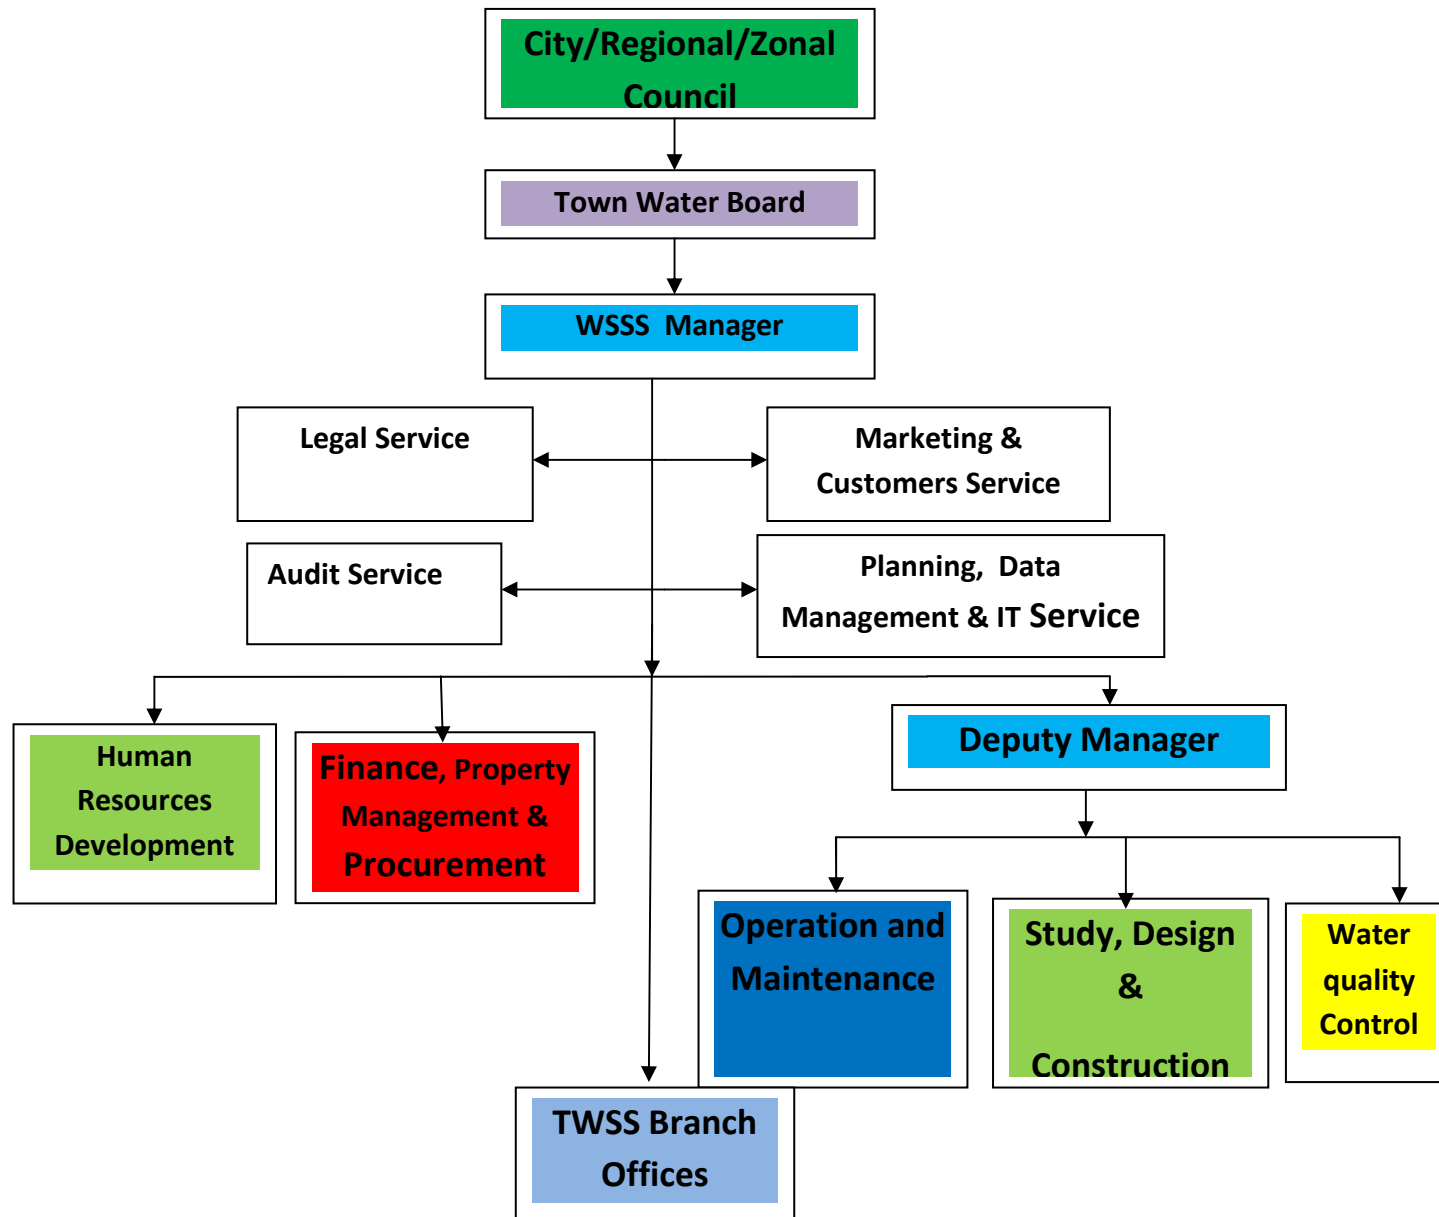 City/Regional/Zonal
Council
Town Water Board
WSSS  Manager
Legal Service
Marketing &
Customers Service
Audit Service
Planning,  Data
Management & IT Service
Human
Resources
Development
Finance, Property
Management &
Procurement
Deputy Manager
Operation and
Maintenance
Study, Design
&
Construction
Water
quality
Control
TWSS Branch
Offices